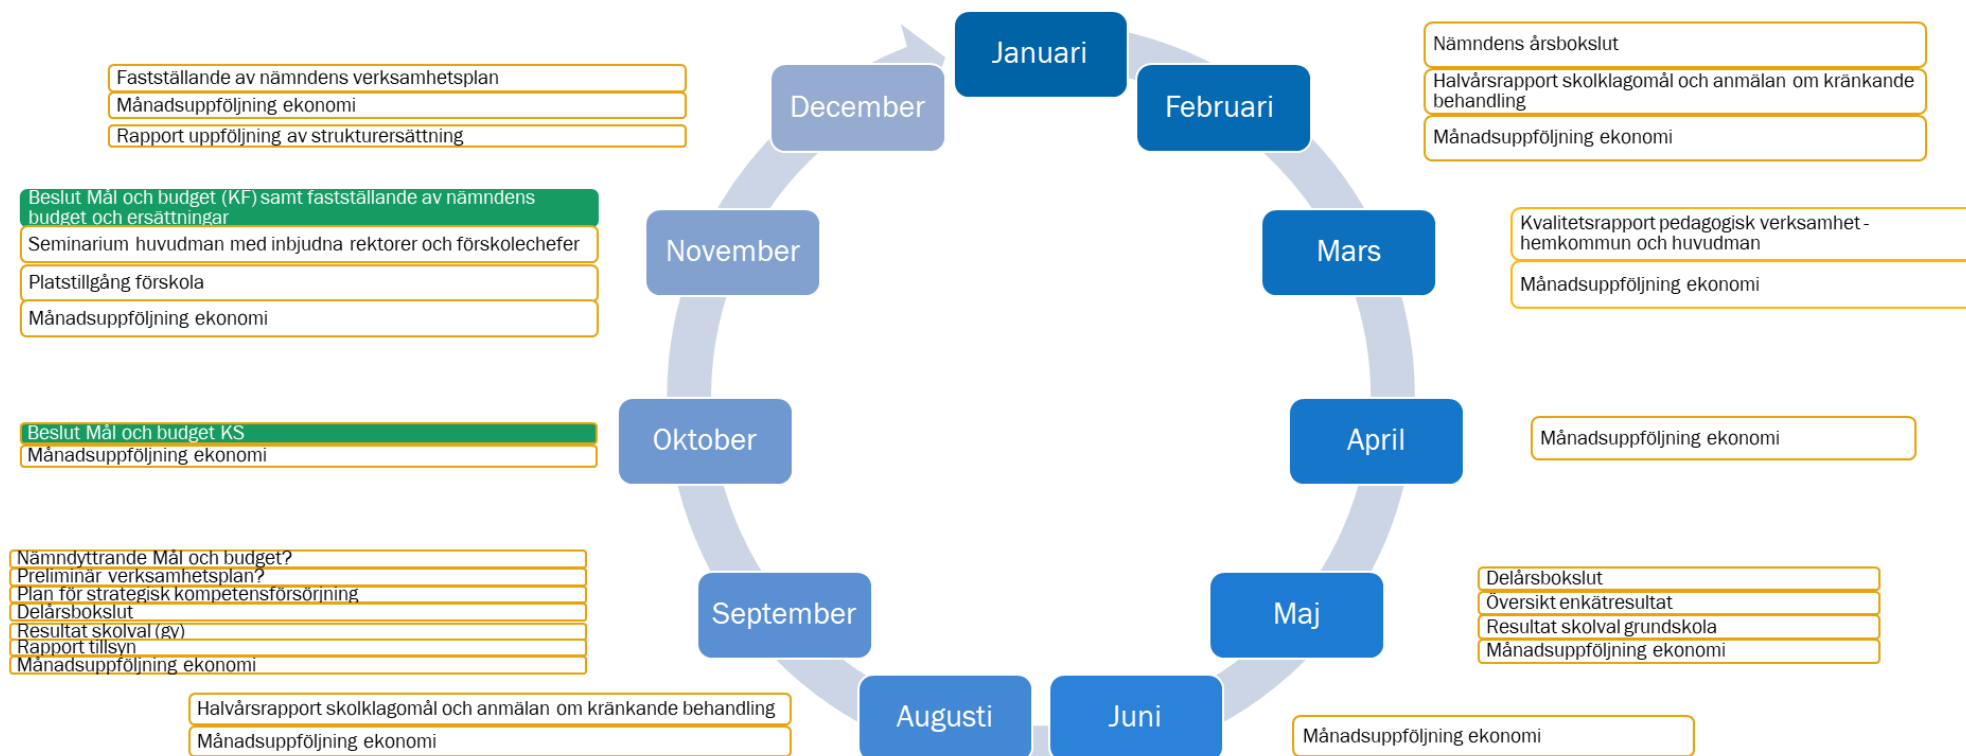 Januari
Februari
Nämndens årsbokslut
Halvårsrapport skolklagomål och anmälan om kränkande
behandling
Månadsuppföljning ekonomi
Mars
Kvalitetsrapport pedagogisk verksamhet -
hemkommun och huvudman
Månadsuppföljning ekonomi
April
Månadsuppföljning ekonomi
Maj
Delårsbokslut
Översikt enkätresultat
Resultat skolval grundskola
Månadsuppföljning ekonomi
Juni
Månadsuppföljning ekonomi
Augusti
Halvårsrapport skolklagomål och anmälan om kränkande behandling
Månadsuppföljning ekonomi
September
Nämndyttrande Mål och budget?
Preliminär verksamhetsplan?
Plan för strategisk kompetensförsörjning
Delårsbokslut
Resultat skolval (gy)
Rapport tillsyn
Månadsuppföljning ekonomi
Oktober
Beslut Mål och budget KS
Månadsuppföljning ekonomi
November
Beslut Mål och budget (KF) samt fastställande av nämndens
budget och ersättningar
Seminarium huvudman med inbjudna rektorer och förskolechefer
Platstillgång förskola
Månadsuppföljning ekonomi
December
Fastställande av nämndens verksamhetsplan
Månadsuppföljning ekonomi
Rapport uppföljning av strukturersättning